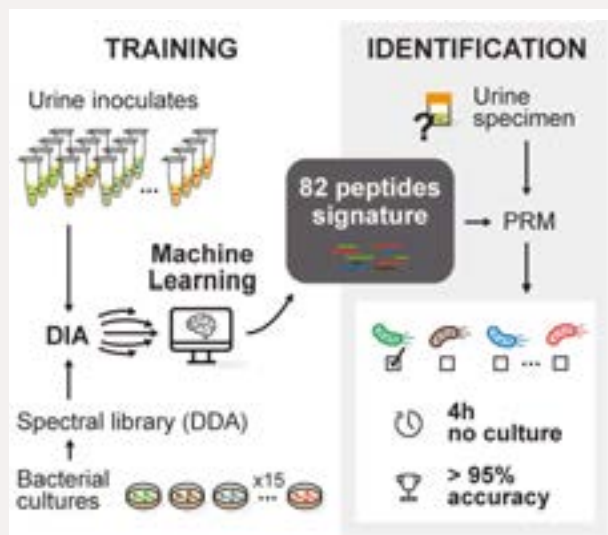 TRAINING
Urine inoculates
...
Machine
Learning
DIA
Spectral library (DDA)
Bacterial
cultures
x15
...
IDENTIFICATION
?
Urine
specimen
82 peptides
signature
PRM
...
4h
no culture
> 95%
accuracy